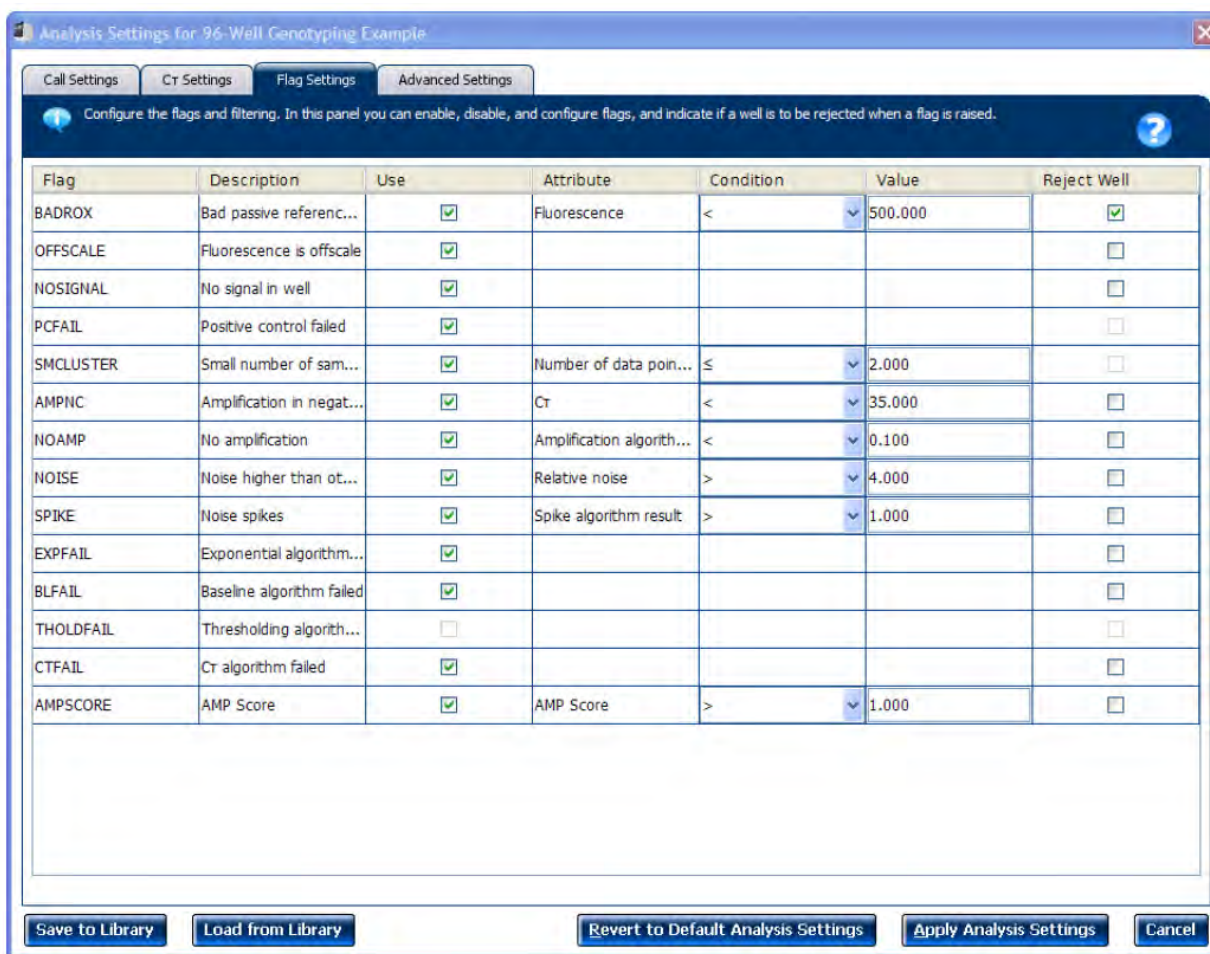 Analysis Settings for 96-Well Genotyping Example
Call Settings Cт Settings Flag Settings Advanced Settings
Configure the flags and filtering. In this panel you can enable, disable, and configure flags, and indicate if a well is to be rejected when a flag is raised.
Flag Description Use Attribute Condition Value Reject Well
BADROX Bad passive referenc... Fluorescence < 500.000
OFFSCALE Fluorescence is offscale
NOSIGNAL No signal in well
PCFAIL Positive control failed
SMCLUSTER Small number of sam... Number of data poin... ≤ 2.000
AMPNC Amplification in negat... Cт < 35.000
NOAMP No amplification Amplification algorith... < 0.100
NOISE Noise higher than ot... Relative noise > 4.000
SPIKE Noise spikes Spike algorithm result > 1.000
EXPFAIL Exponential algorithm...
BLFAIL Baseline algorithm failed
THOLDFAIL Thresholding algorith...
CTFAIL Cт algorithm failed
AMPSCORE AMP Score AMP Score > 1.000
Save to Library Load from Library Revert to Default Analysis Settings Apply Analysis Settings Cancel